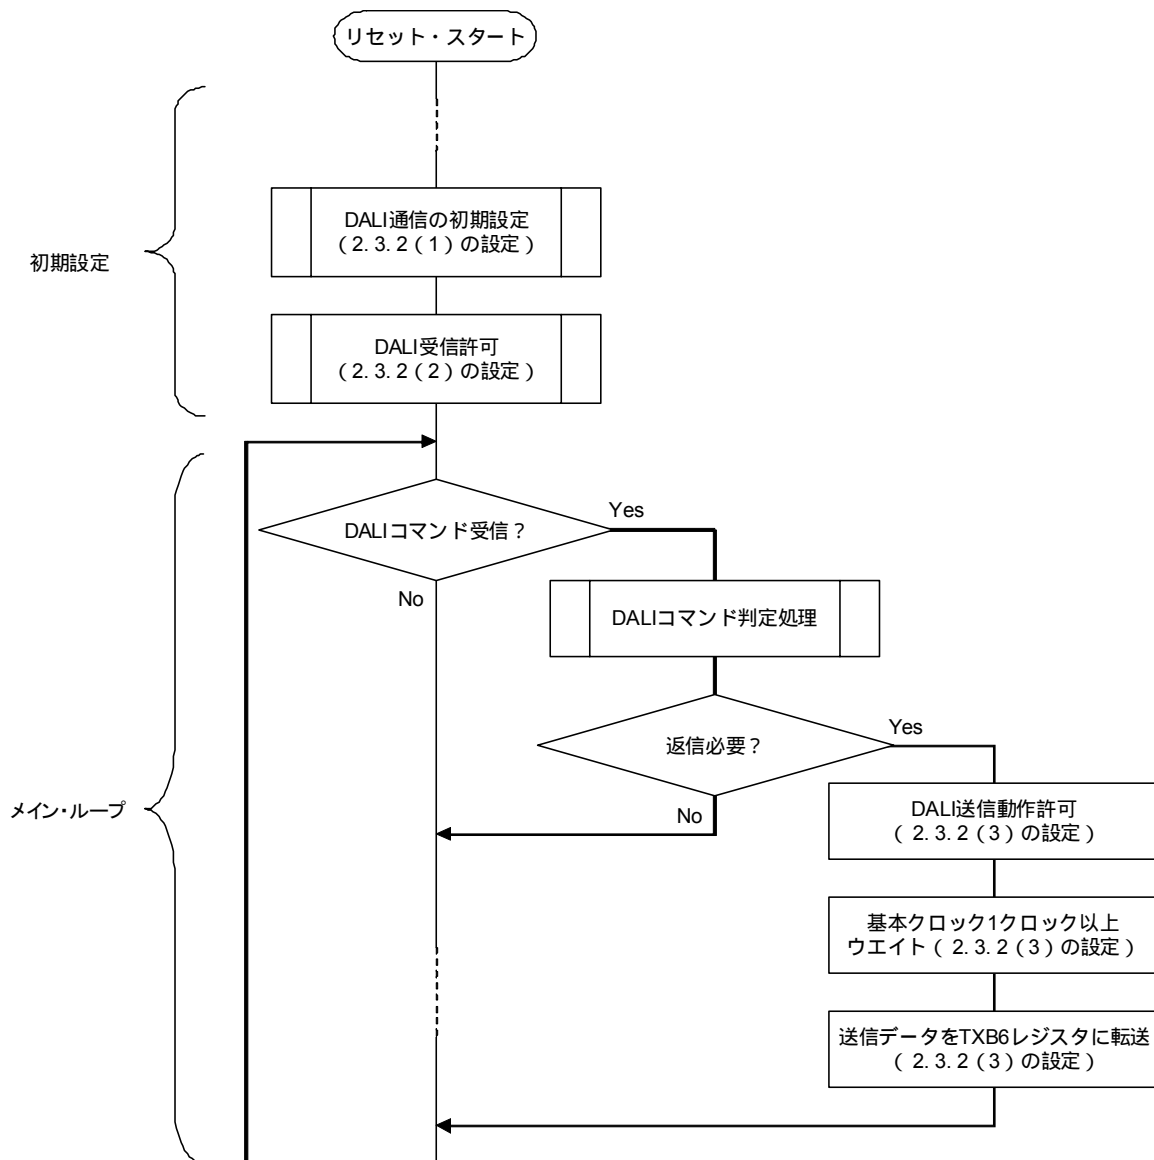 リセット・スタート
初期設定
DALI通信の初期設定
（2. 3. 2（1）の設定）
DALI受信許可
（2. 3. 2（2）の設定）
メイン・ループ
DALIコマンド受信？
Yes
No
DALIコマンド判定処理
返信必要？
Yes
No
DALI送信動作許可
（ 2. 3. 2（3）の設定）
基本クロック1クロック以上
ウエイト（ 2. 3. 2（3）の設定）
送信データをTXB6レジスタに転送
（ 2. 3. 2（3）の設定）